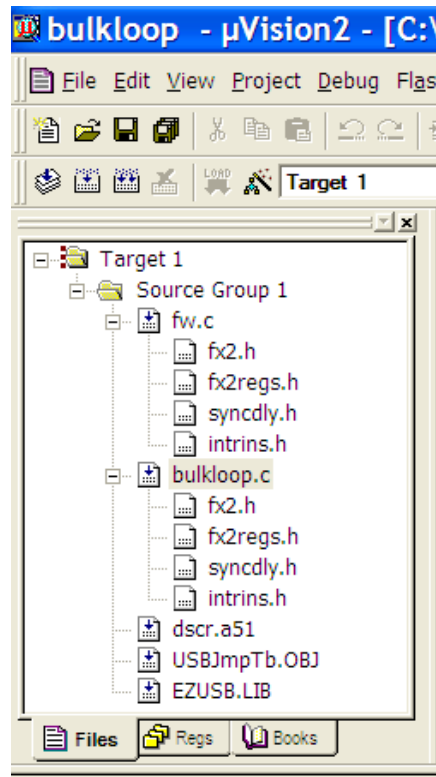 bulkloop - µVision2 - [C:\
File Edit View Project Debug Flas
LOAD Target 1
Target 1
Source Group 1
fw.c
fx2.h
fx2regs.h
syncdly.h
intrins.h
bulkloop.c
fx2.h
fx2regs.h
syncdly.h
intrins.h
dscr.a51
USBJmpTb.OBJ
EZUSB.LIB
Files Regs Books